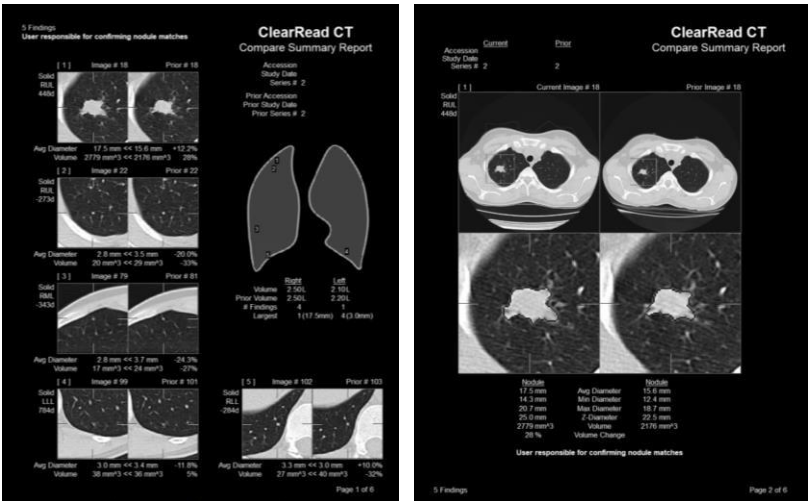 5 Findings
User responsible for confirming nodule matches
ClearRead CT
Compare Summary Report
Accession
Study Date
Series # 2
Prior Accession
Prior Study Date
Prior Series # 2
[ 1 ] Image # 18 Prior # 18
Solid
RUL
448d
Avg Diameter 17.5 mm << 15.6 mm +12.2%
Volume 2779 mm^3 << 2176 mm^3 28%
[ 2 ] Image # 22 Prior # 22
Solid
RUL
-273d
Avg Diameter 2.8 mm << 3.5 mm -20.0%
Volume 20 mm^3 << 29 mm^3 -33%
[ 3 ] Image # 79 Prior # 81
Solid
RML
-343d
Avg Diameter 2.8 mm << 3.7 mm -24.3%
Volume 17 mm^3 << 24 mm^3 -27%
Right Left
Volume 2.50L 2.10L
Prior Volume 2.50L 2.20L
# Findings 4 1
Largest 1 (17.5mm) 4 (3.0mm)
[ 4 ] Image # 99 Prior # 101
Solid
LLL
784d
Avg Diameter 3.0 mm << 3.4 mm -11.8%
Volume 38 mm^3 << 36 mm^3 5%
[ 5 ] Image # 102 Prior # 103
Solid
RLL
-284d
Avg Diameter 3.3 mm << 3.0 mm +10.0%
Volume 27 mm^3 << 40 mm^3 -32%
Page 1 of 6
ClearRead CT
Compare Summary Report
Current Prior
Accession
Study Date
Series # 2 2
[ 1 ] Current Image # 18 Prior Image # 18
Solid
RUL
448d
Nodule Nodule
17.5 mm Avg Diameter 15.6 mm
14.3 mm Min Diameter 12.4 mm
20.7 mm Max Diameter 18.7 mm
25.0 mm Z-Diameter 22.5 mm
2779 mm^3 Volume 2176 mm^3
28 % Volume Change
User responsible for confirming nodule matches
5 Findings
Page 2 of 6